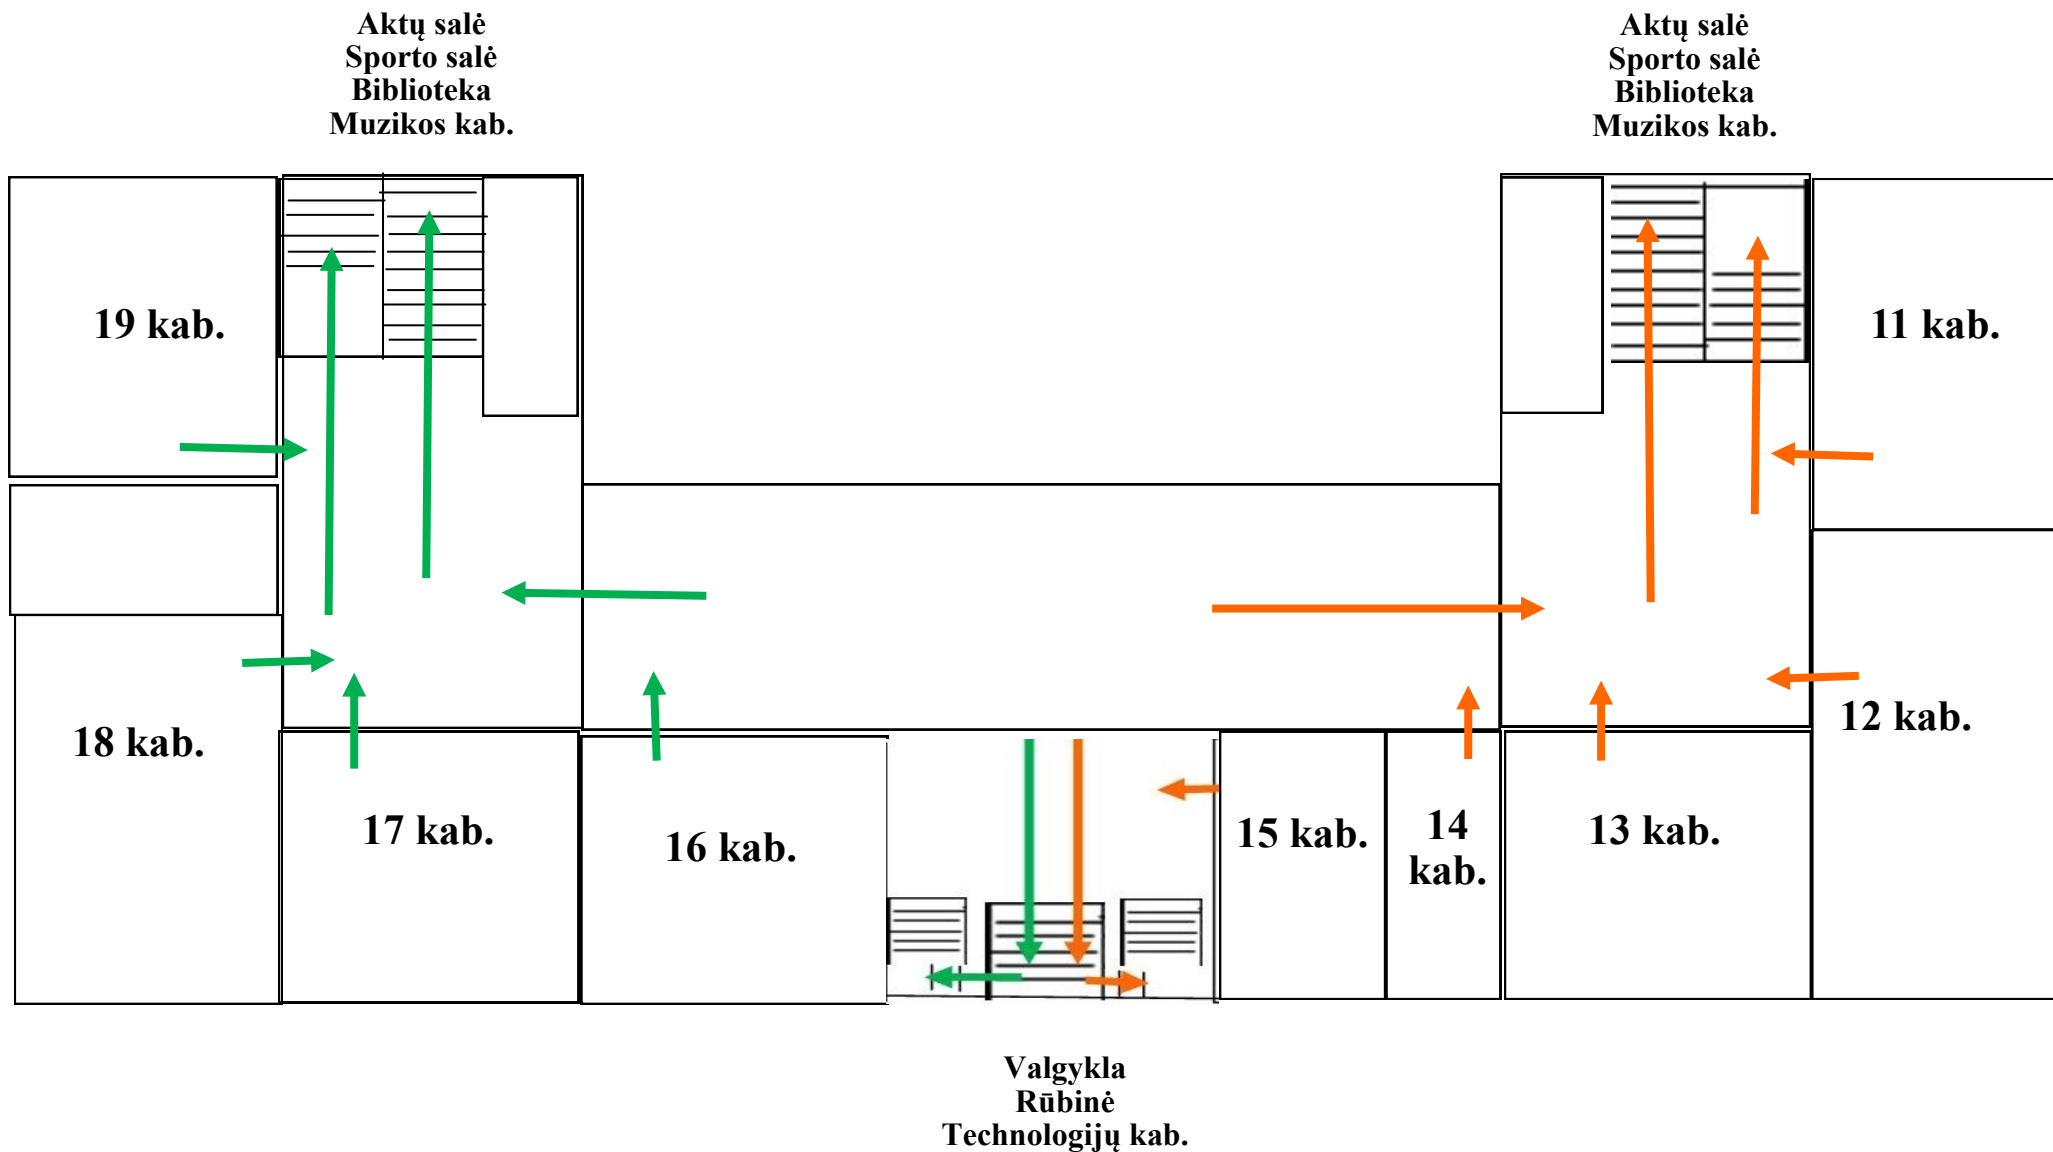 Aktų salė
Sporto salė
Biblioteka
Muzikos kab.
Aktų salė
Sporto salė
Biblioteka
Muzikos kab.
19 kab.
11 kab.
18 kab.
12 kab.
17 kab.
16 kab.
15 kab.
14
kab.
13 kab.
Valgykla
Rūbinė
Technologijų kab.